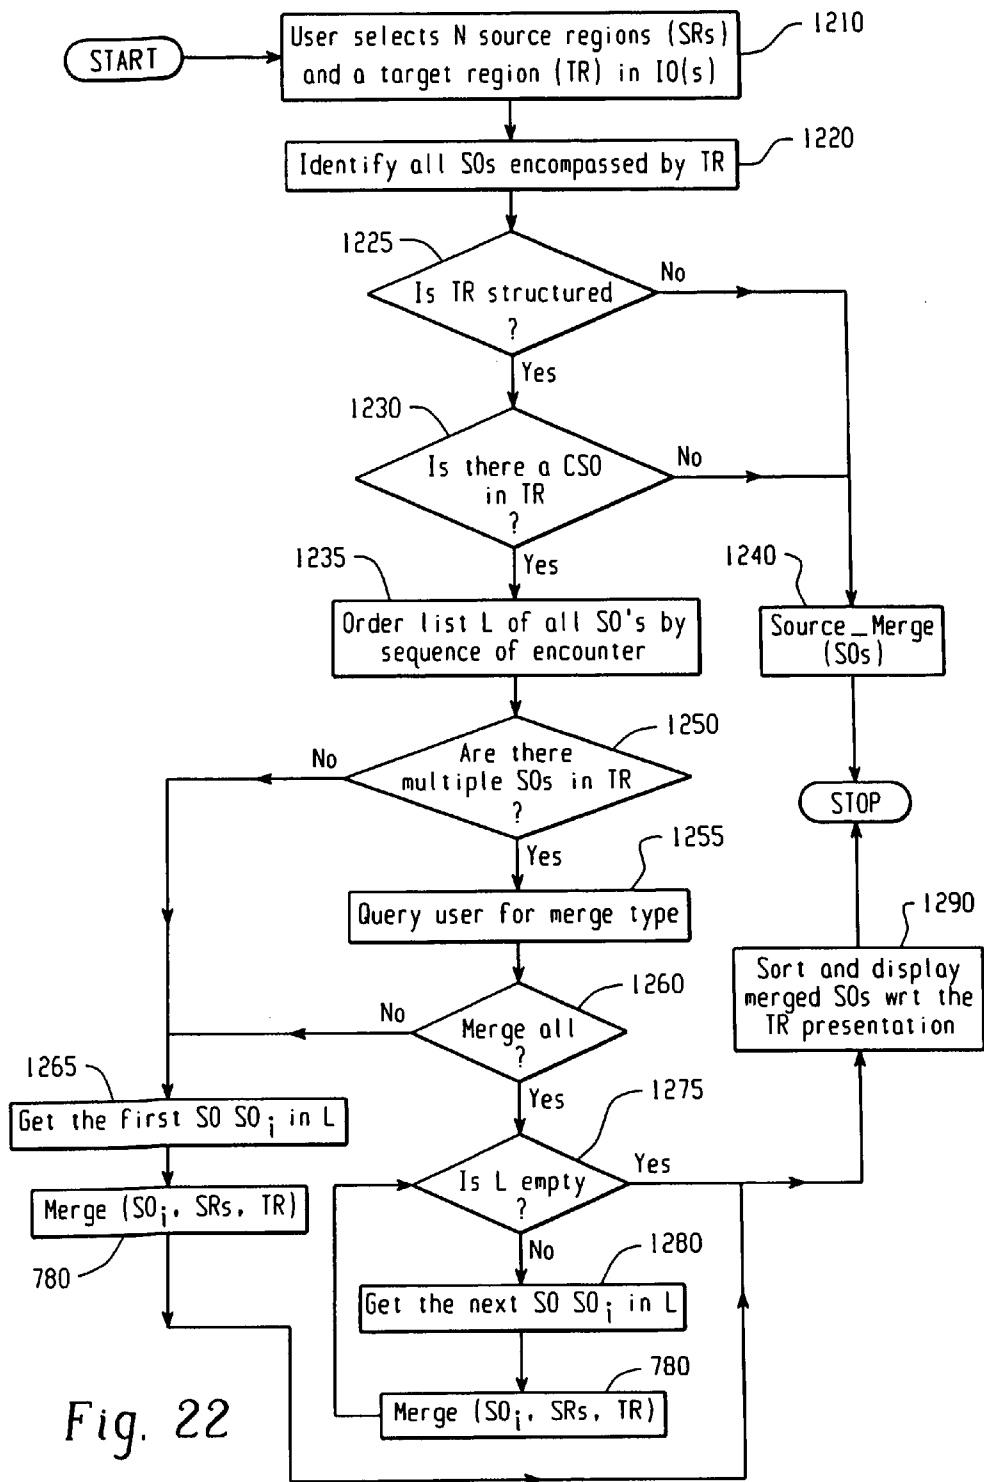 START
User selects N source regions (SRs)
and a target region (TR) in IO(s)
1210
Identify all SOs encompassed by TR
1220
1225
Is TR structured
?
No
Yes
1230
Is there a CSO
in TR
?
No
Yes
1235
Order list L of all SO's by
sequence of encounter
1240
Source_Merge
(SOs)
STOP
1250
Are there
multiple SOs in TR
?
No
Yes
1255
Query user for merge type
1260
Merge all
?
No
Yes
1290
Sort and display
merged SOs wrt the
TR presentation
1265
Get the first SO SOi in L
Merge (SOi, SRs, TR)
780
1275
Is L empty
?
Yes
No
1280
Get the next SO SOi in L
780
Merge (SOi, SRs, TR)
Fig. 22